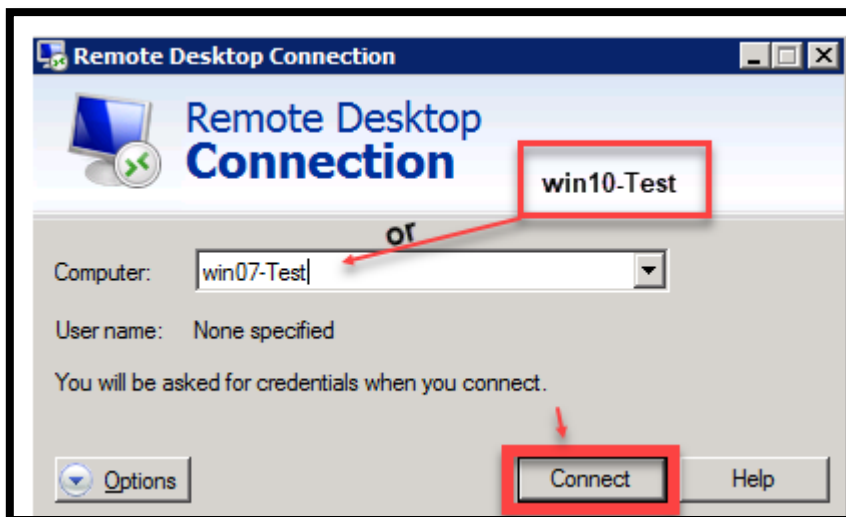 Remote Desktop Connection
Remote Desktop
Connection
win10-Test
or
Computer: win07-Test
User name: None specified
You will be asked for credentials when you connect.
Options Connect Help